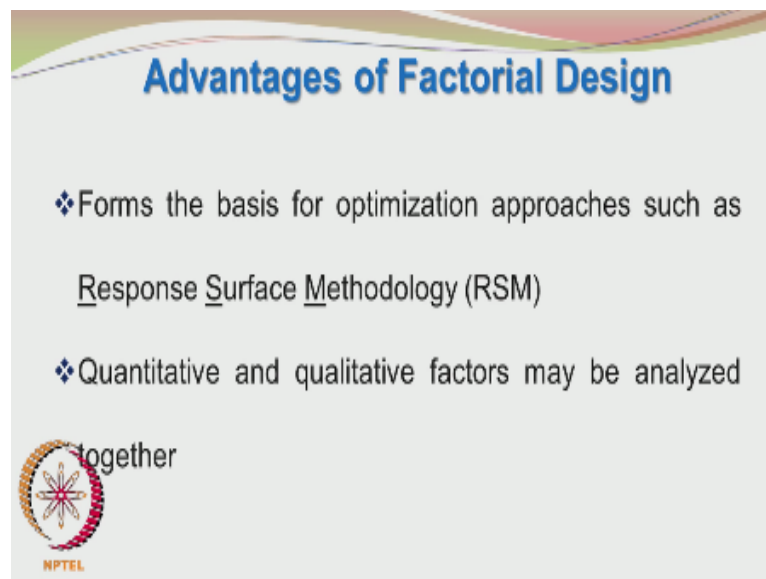 Advantages of Factorial Design
❖Forms the basis for optimization approaches such as
Response Surface Methodology (RSM)
❖Quantitative and qualitative factors may be analyzed
together
NPTEL